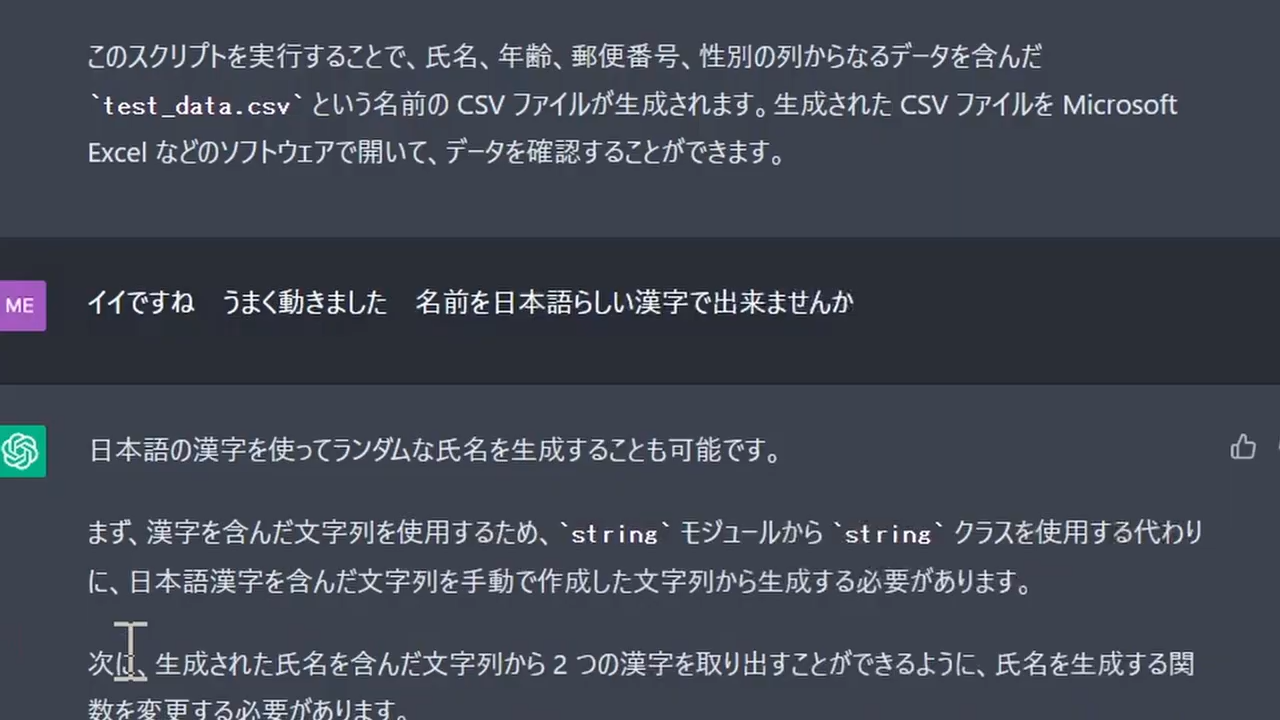 このスクリプトを実行することで、氏名、年齢、郵便番号、性別の列からなるデータを含んだ
`test_data.csv` という名前の CSV ファイルが生成されます。生成された CSV ファイルを Microsoft
Excel などのソフトウェアで開いて、データを確認することができます。
ME
イイですね　うまく動きました　名前を日本語らしい漢字で出来ませんか
日本語の漢字を使ってランダムな氏名を生成することも可能です。
まず、漢字を含んだ文字列を使用するため、`string` モジュールから `string` クラスを使用する代わり
に、日本語漢字を含んだ文字列を手動で作成した文字列から生成する必要があります。
次に、生成された氏名を含んだ文字列から 2 つの漢字を取り出すことができるように、氏名を生成する関
数を変更する必要があります。